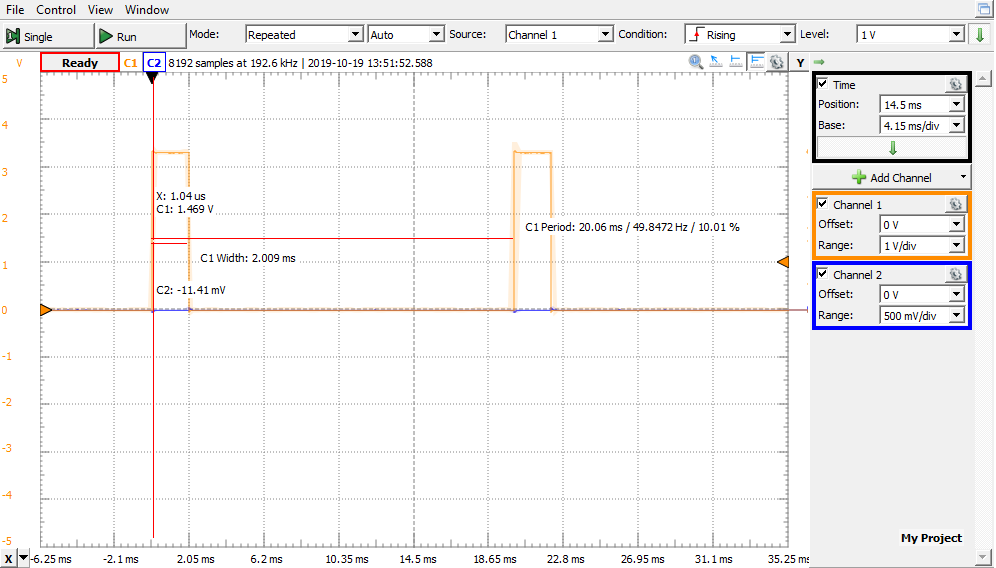 File Control View Window
Single Run Mode: Repeated Auto Source: Channel 1 Condition: Rising Level: 1 V
V Ready C1 C2 8192 samples at 192.6 kHz | 2019-10-19 13:51:52.588 Y
5
4
3
2
1
0
-1
-2
-3
-4
-5
X: 1.04 us
C1: 1.469 V
C1 Period: 20.06 ms / 49.8472 Hz / 10.01 %
C1 Width: 2.009 ms
C2: -11.41 mV
X -6.25 ms -2.1 ms 2.05 ms 6.2 ms 10.35 ms 14.5 ms 18.65 ms 22.8 ms 26.95 ms 31.1 ms 35.25 ms
Time
Position: 14.5 ms
Base: 4.15 ms/div
Add Channel
Channel 1
Offset: 0 V
Range: 1 V/div
Channel 2
Offset: 0 V
Range: 500 mV/div
My Project